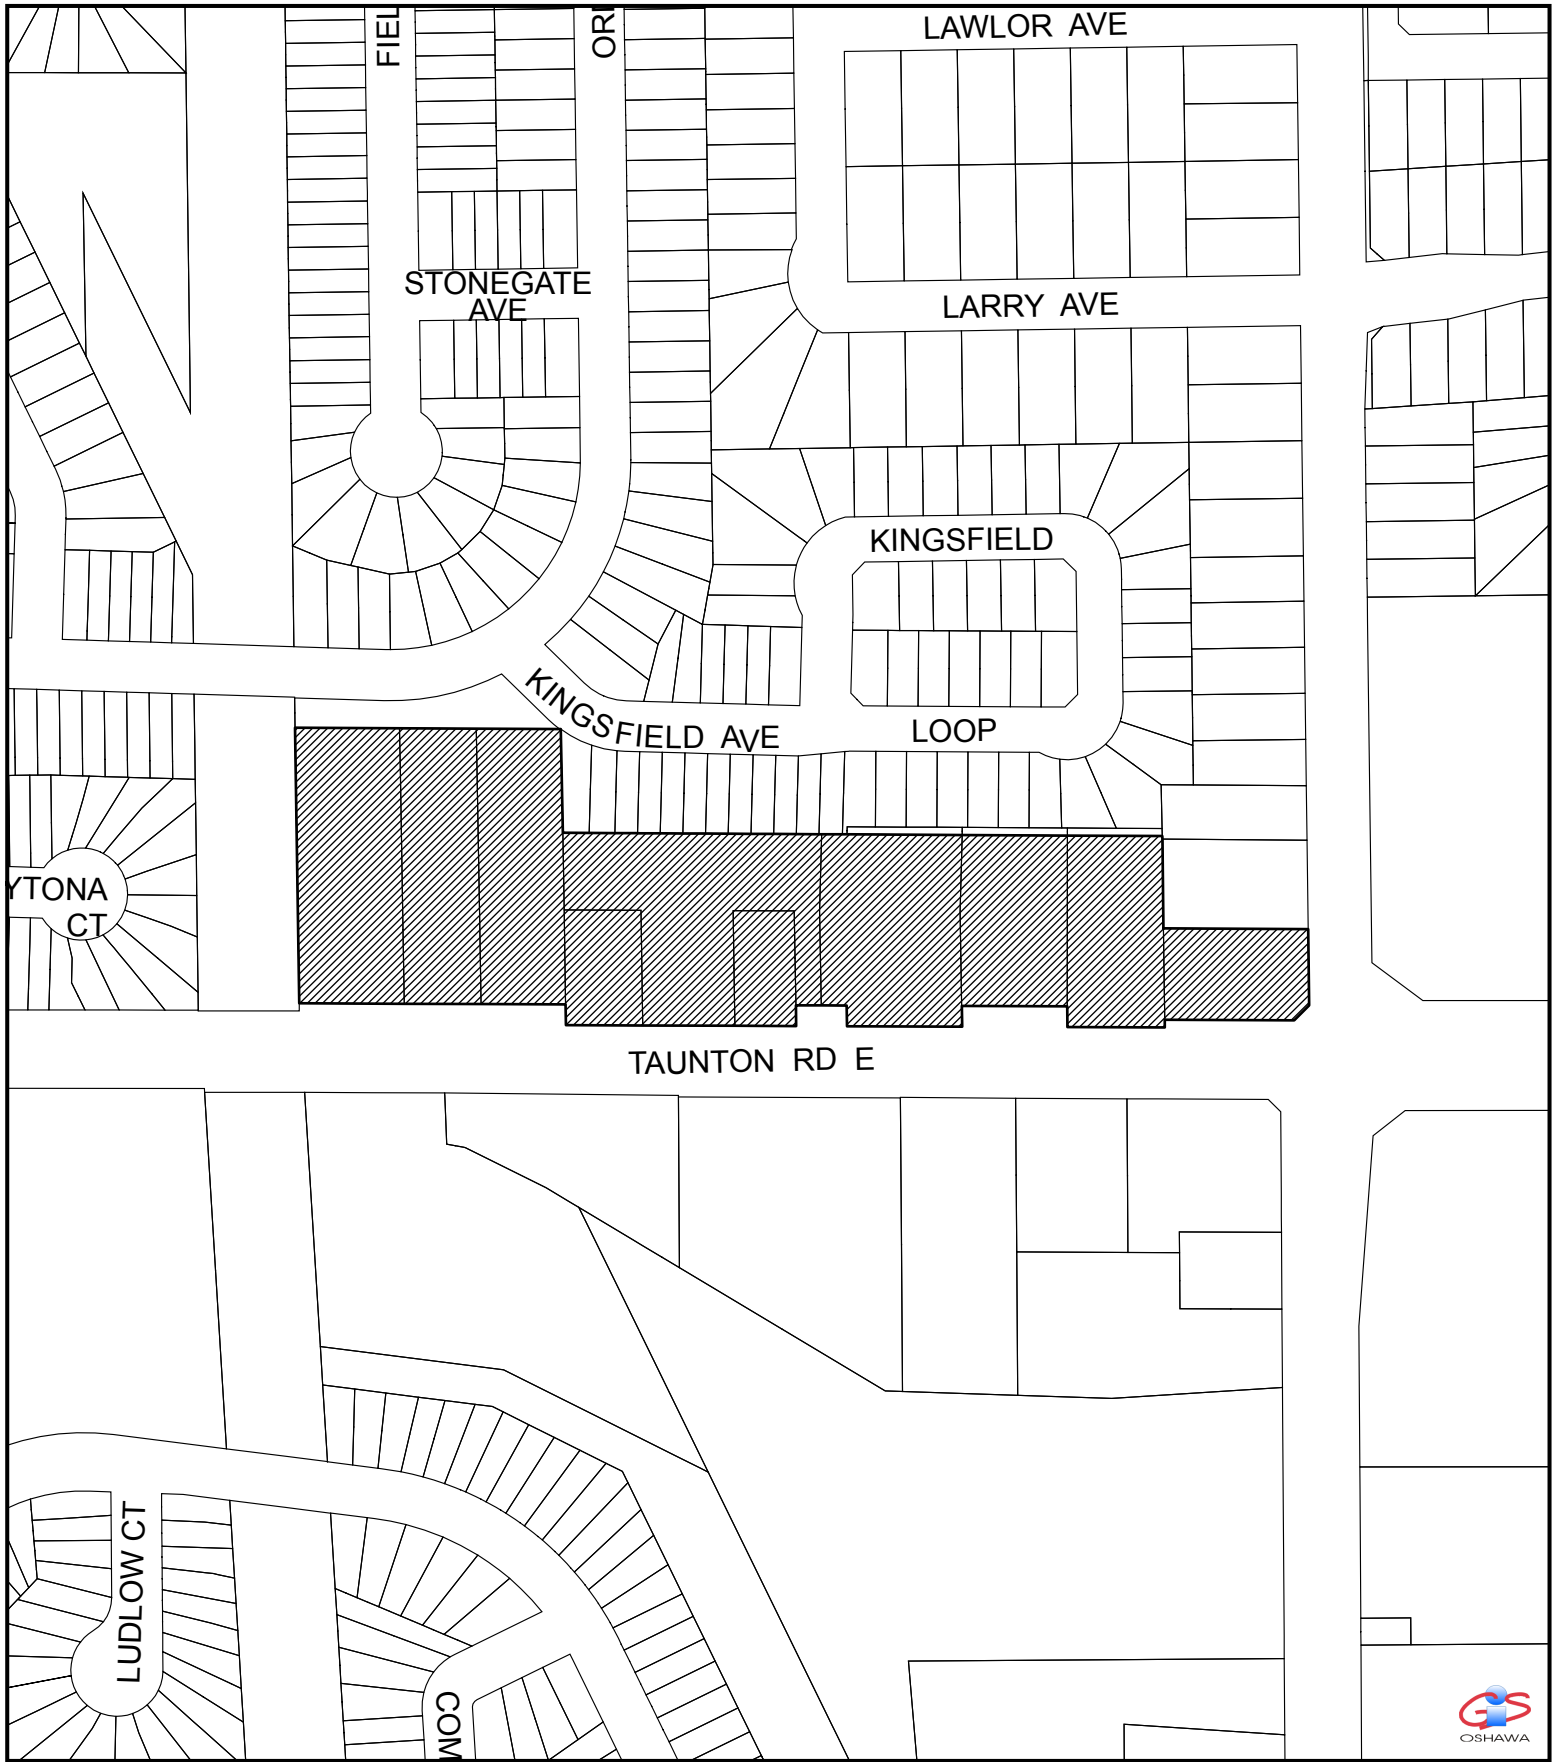 LAWLOR AVE
FIEL
ORI
STONEGATE
AVE
LARRY AVE
KINGSFIELD
KINGSFIELD AVE
LOOP
YTONA
CT
TAUNTON RD E
LUDLOW CT
COM
GiS
OSHAWA